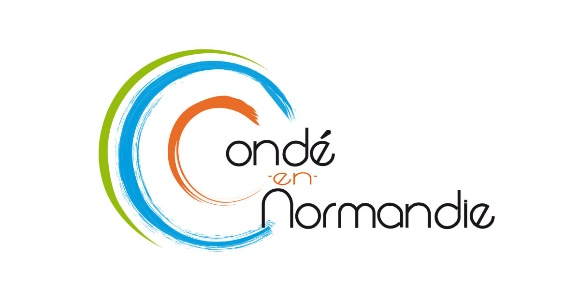 Condé
-en-
Normandie